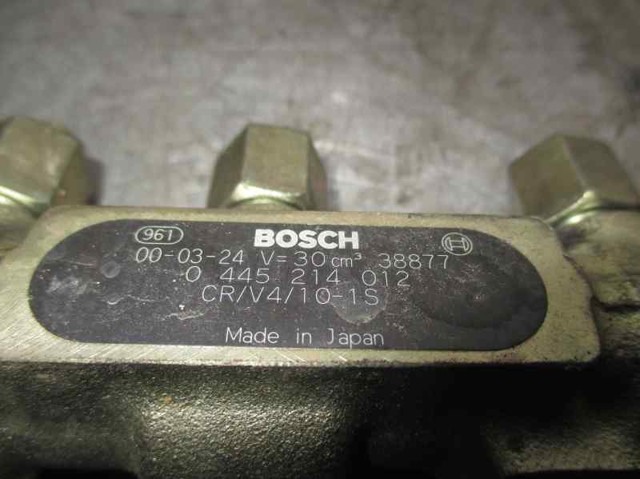 961 BOSCH
00-03-24 V=30cm³ 38877
0 445 214 012
CR/V4/10-1S
Made in Japan